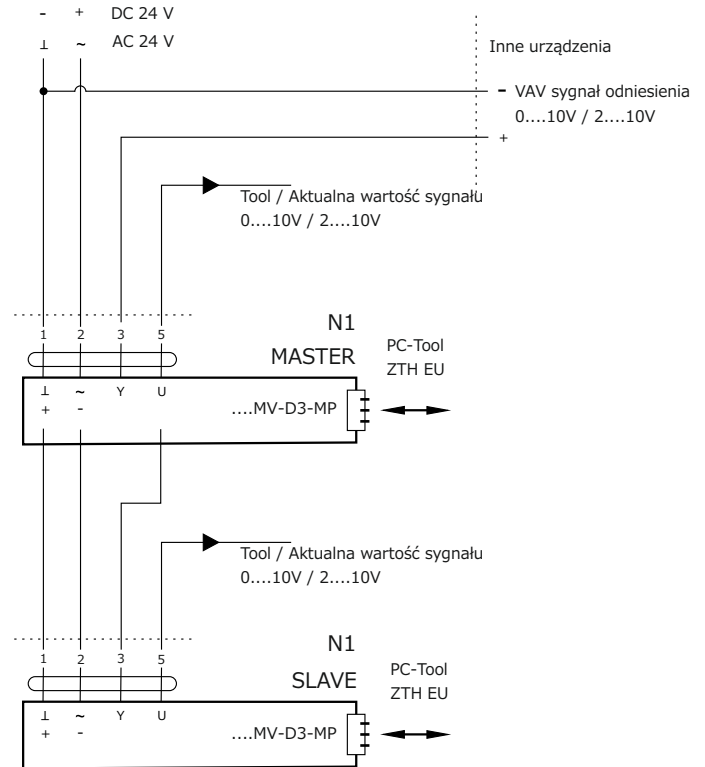 - + DC 24 V
⊥ ~ AC 24 V
Inne urządzenia
- VAV sygnał odniesienia
0....10V / 2....10V
+
Tool / Aktualna wartość sygnału
0....10V / 2....10V
N1
1 2 3 5
MASTER
PC-Tool
ZTH EU
⊥ ~ Y U
+ -
....MV-D3-MP
Tool / Aktualna wartość sygnału
0....10V / 2....10V
N1
1 2 3 5
SLAVE
PC-Tool
ZTH EU
⊥ ~ Y U
+ -
....MV-D3-MP